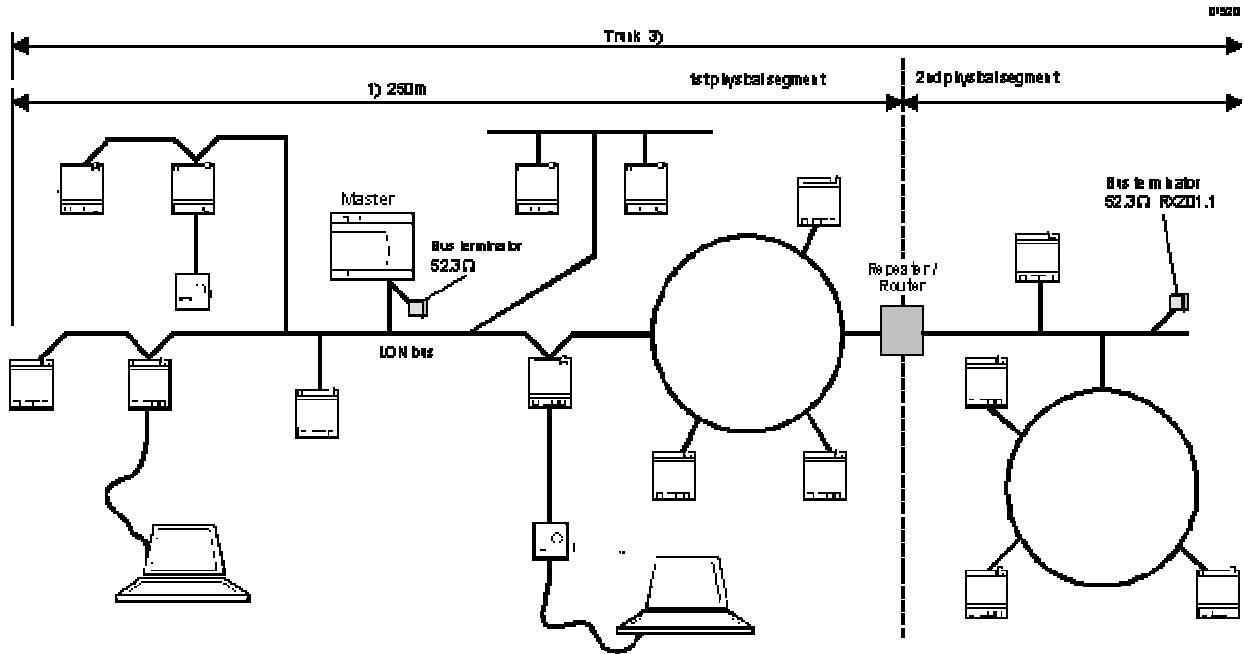 Trunk 3)
1) 250m
1st physical segment
2nd physical segment
Master
Bus terminator
52.3Ω
LON bus
Repeater /
Router
Bus terminator
52.3Ω RXZ01.1